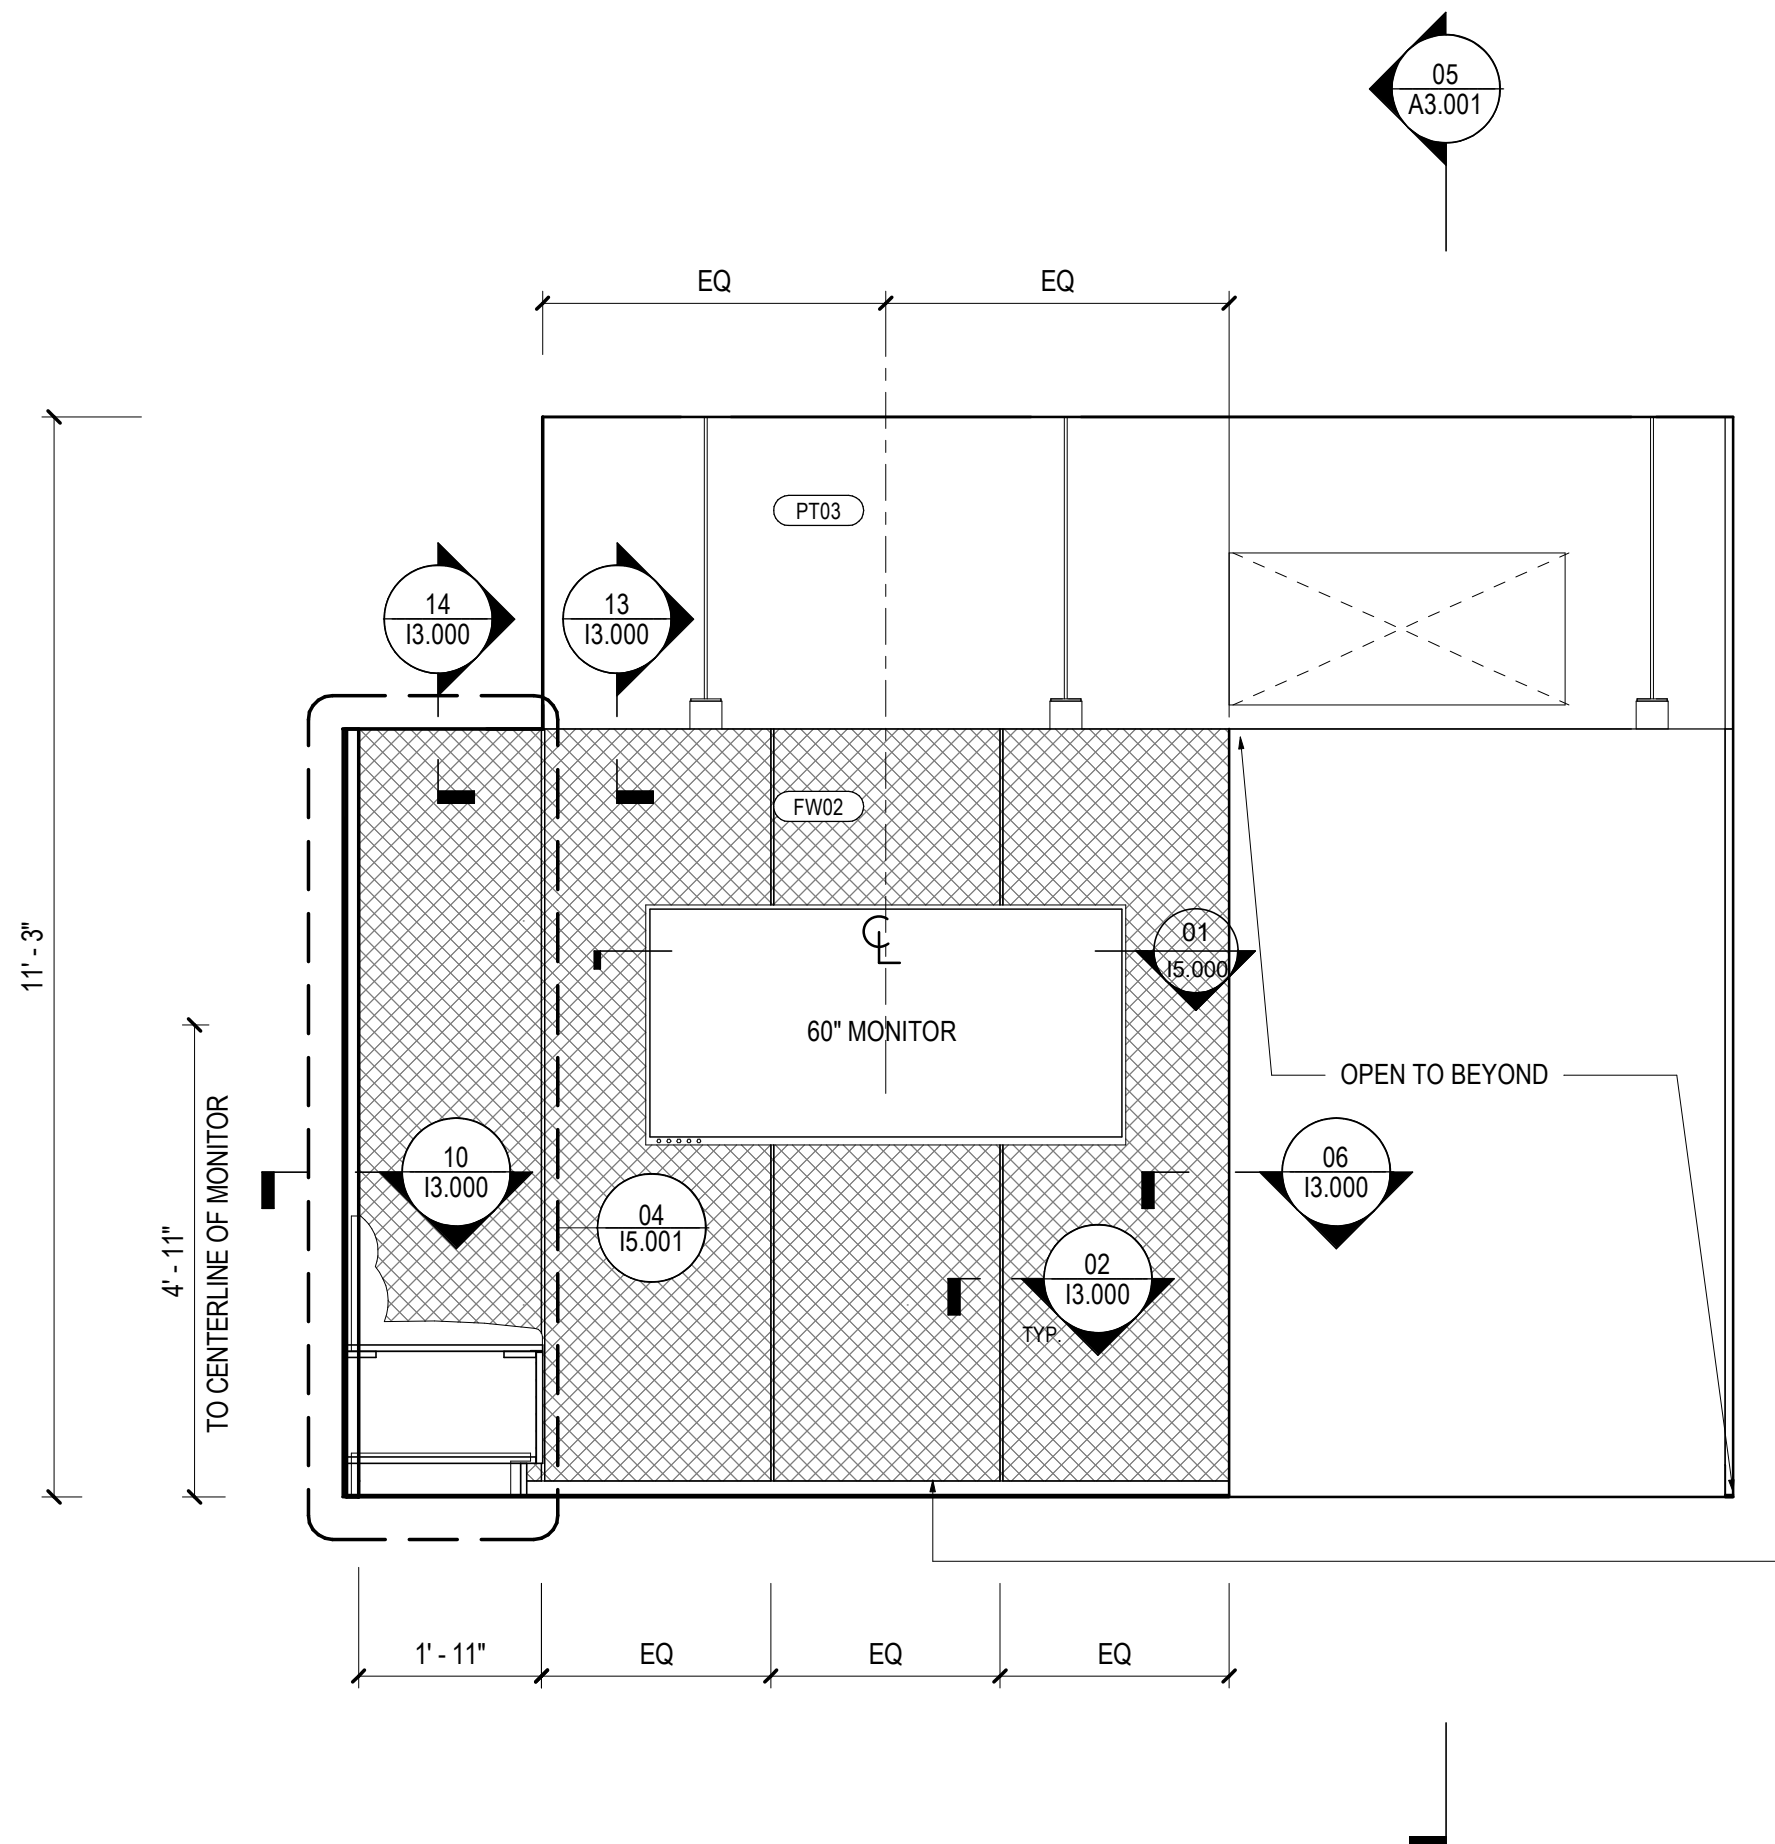 05
A3.001
EQ
EQ
PT03
14
I3.000
13
I3.000
FW02
11' - 3"
01
I5.000
60" MONITOR
OPEN TO BEYOND
4' - 11"
TO CENTERLINE OF MONITOR
10
I3.000
04
I5.001
06
I3.000
02
I3.000
TYP.
1' - 11"
EQ
EQ
EQ